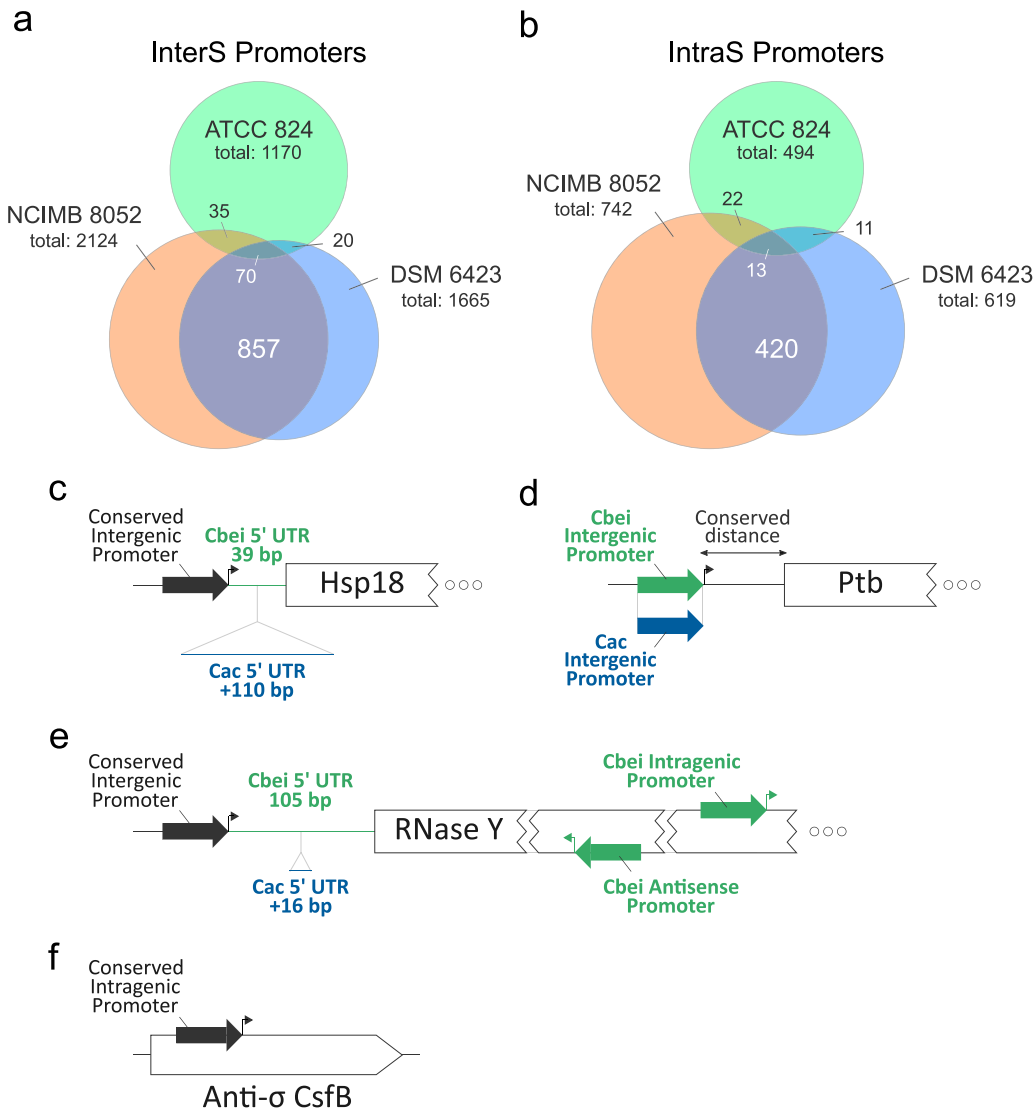 a
InterS Promoters
ATCC 824
total: 1170
NCIMB 8052
total: 2124
35
20
70
DSM 6423
total: 1665
857
b
IntraS Promoters
ATCC 824
total: 494
NCIMB 8052
total: 742
22
11
13
DSM 6423
total: 619
420
c
Conserved
Intergenic
Promoter
Cbei 5' UTR
39 bp
Hsp18
Cac 5' UTR
+110 bp
d
Cbei
Intergenic
Promoter
Conserved
distance
Ptb
Cac
Intergenic
Promoter
e
Conserved
Intergenic
Promoter
Cbei 5' UTR
105 bp
Cbei Intragenic
Promoter
RNase Y
Cac 5' UTR
+16 bp
Cbei Antisense
Promoter
f
Conserved
Intragenic
Promoter
Anti-σ CsfB